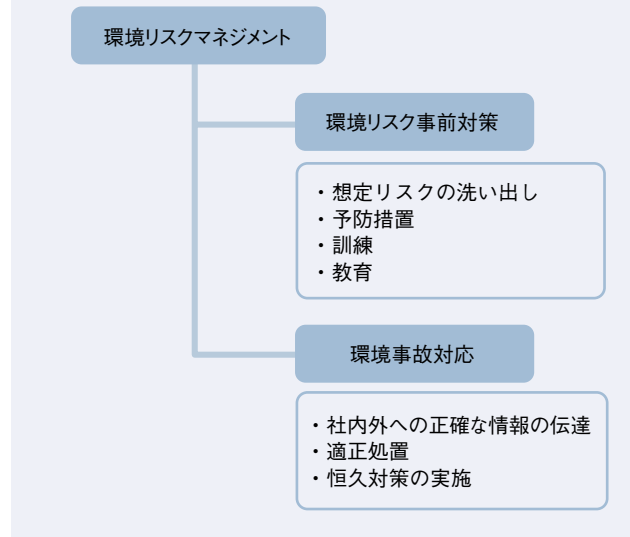 環境リスクマネジメント
環境リスク事前対策
・想定リスクの洗い出し
・予防措置
・訓練
・教育
環境事故対応
・社内外への正確な情報の伝達
・適正処置
・恒久対策の実施